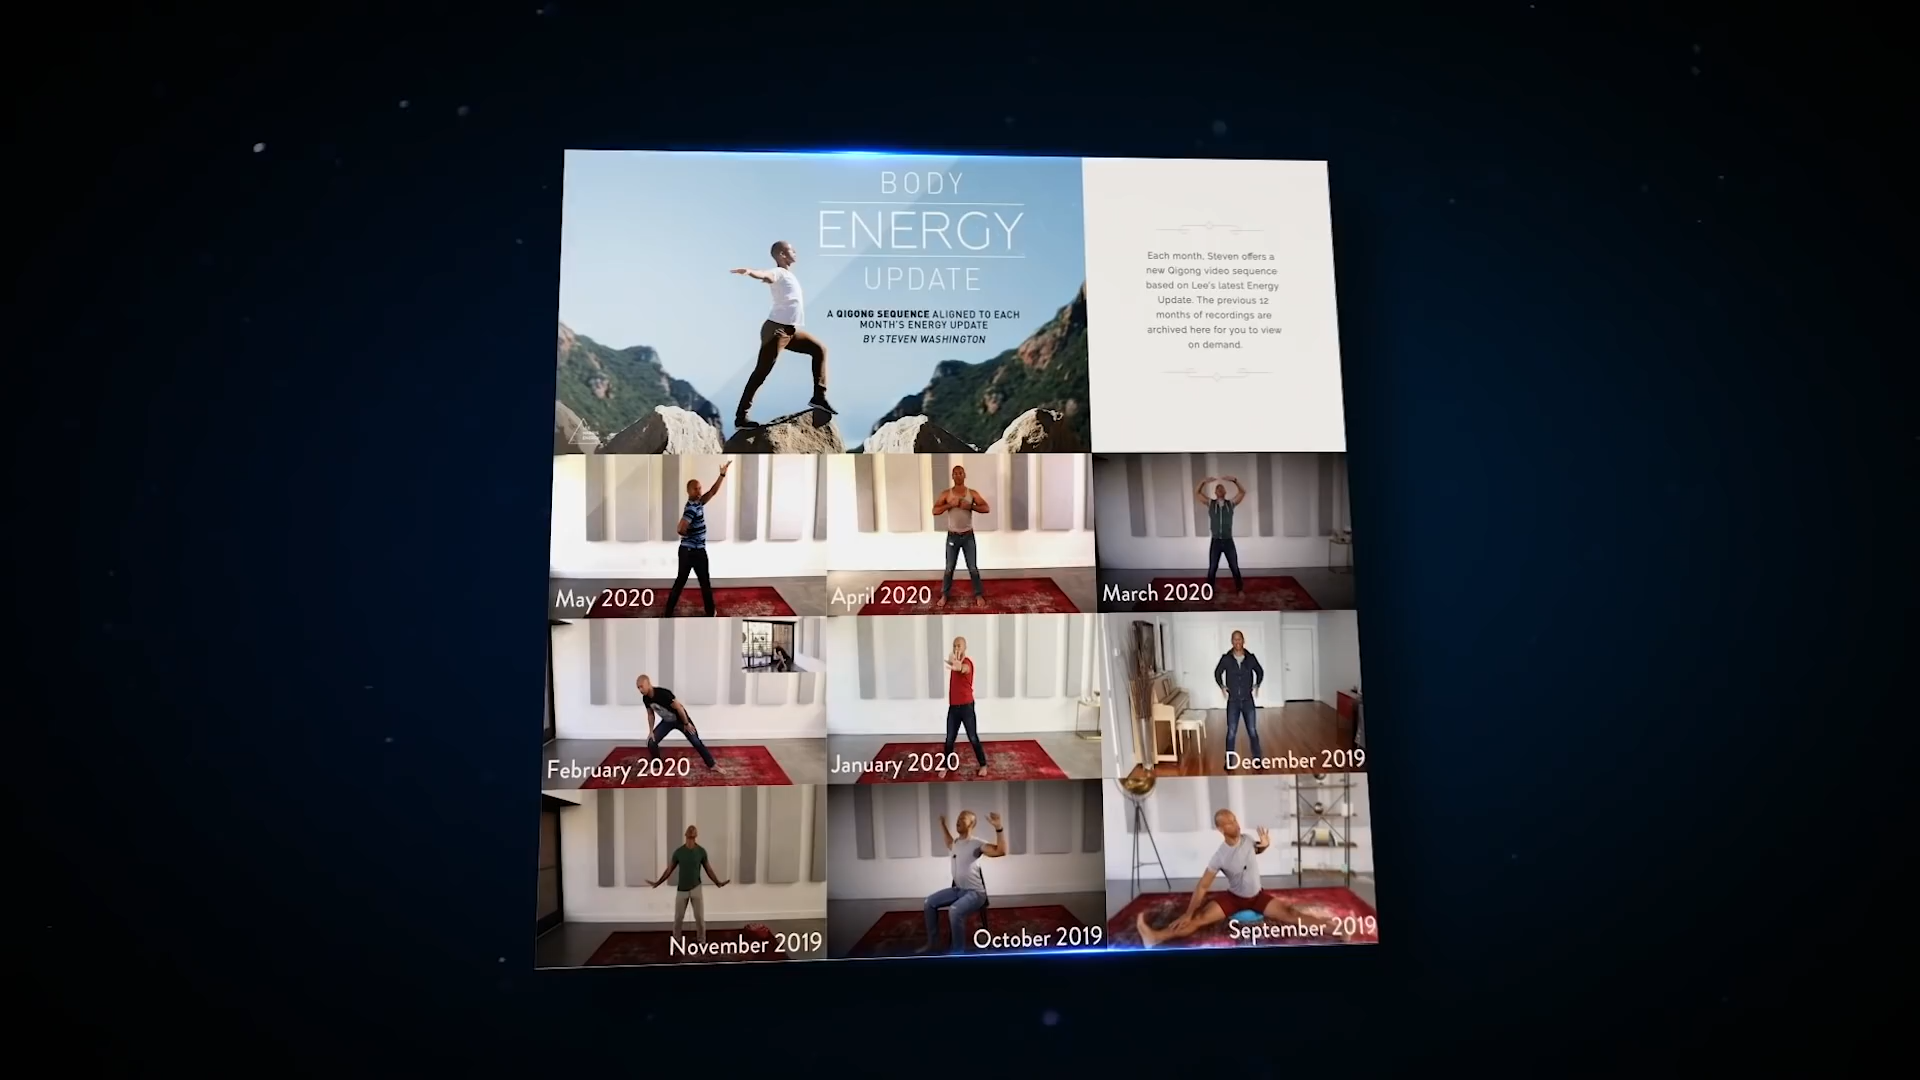 BODY
ENERGY
UPDATE
A QIGONG SEQUENCE ALIGNED TO EACH
MONTH'S ENERGY UPDATE
BY STEVEN WASHINGTON
Each month, Steven offers a
new Qigong video sequence
based on Lee's latest Energy
Update. The previous 12
months of recordings are
archived here for you to view
on demand.
May 2020
April 2020
March 2020
February 2020
January 2020
December 2019
November 2019
October 2019
September 2019